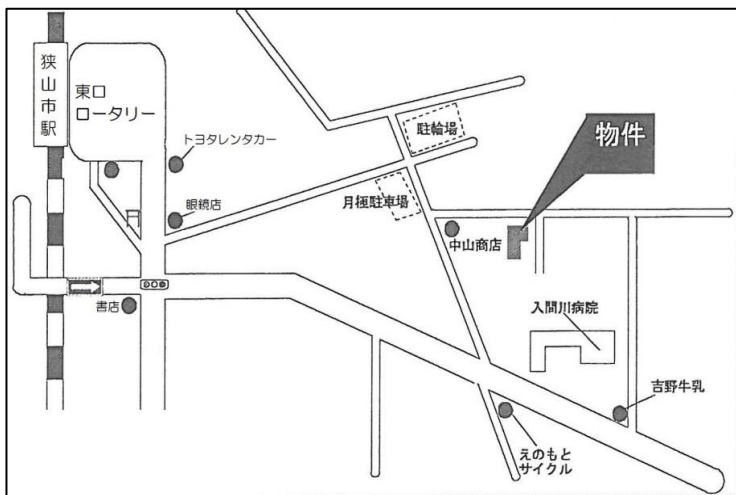 狭山市駅
東口
ロータリー
トヨタレンタカー
眼鏡店
書店
駐輪場
月極駐車場
物件
中山商店
入間川病院
吉野牛乳
えのもと
サイクル